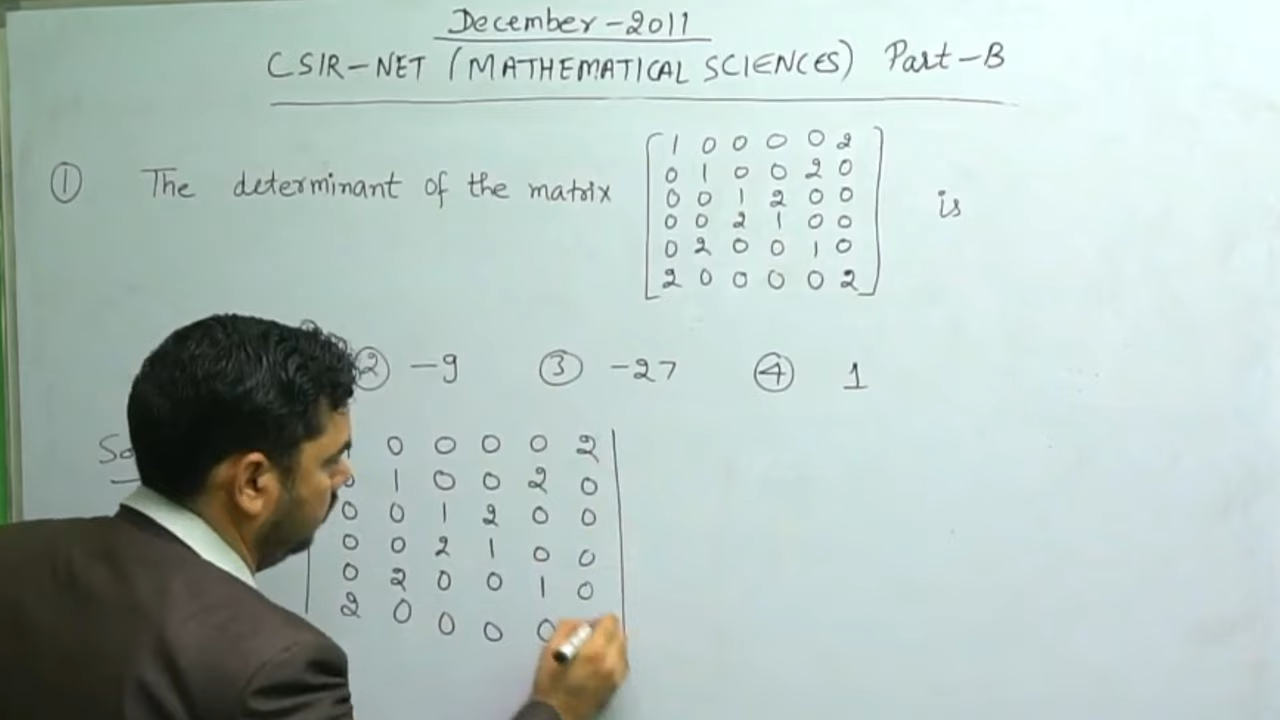 December-2011
CSIR-NET (MATHEMATICAL SCIENCES) Part-B
① The determinant of the matrix is
1 0 0 0 0 2
0 1 0 0 2 0
0 0 1 2 0 0
0 0 2 1 0 0
0 2 0 0 1 0
2 0 0 0 0 2
② -9 ③ -27 ④ 1
0 0 0 0 2
1 0 0 2 0
0 0 1 2 0 0
0 0 2 1 0 0
0 2 0 0 1 0
2 0 0 0 0